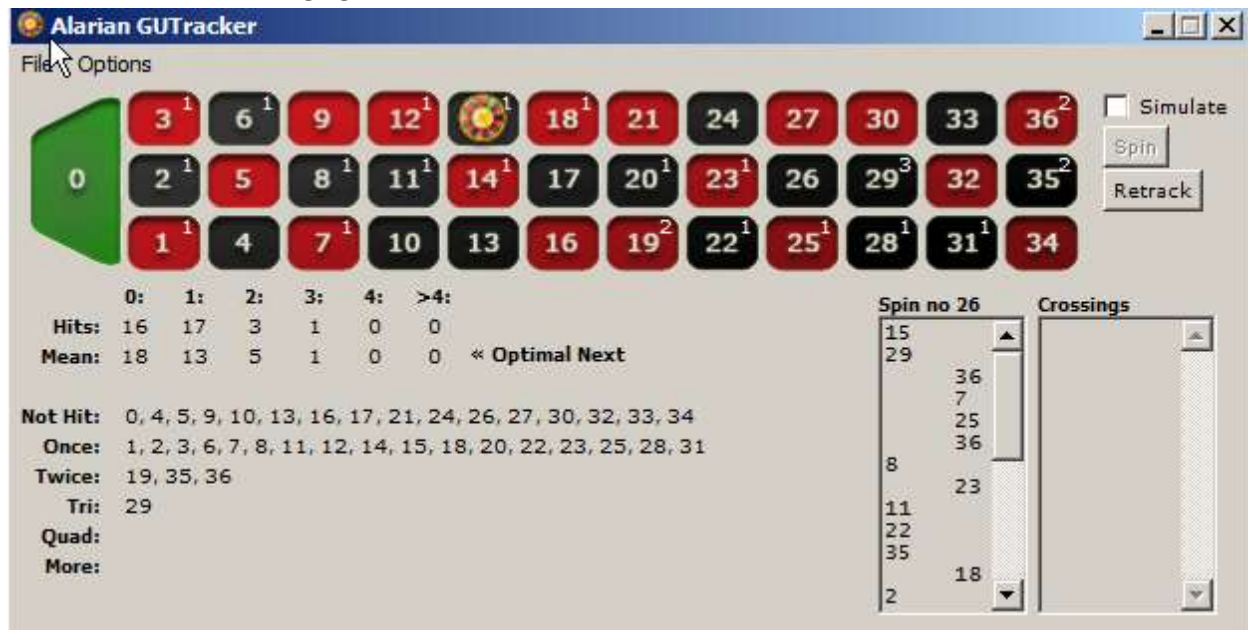 Alarian GUTracker
File Options
3 1 6 1 9 12 1 1 18 1 21 24 27 30 33 36 2 Simulate
Spin
0 2 1 5 8 1 11 1 14 1 17 20 1 23 1 26 29 3 32 35 2 Retrack
1 1 4 7 1 10 13 16 19 2 22 1 25 1 28 1 31 1 34
0: 1: 2: 3: 4: >4:
Hits: 16 17 3 1 0 0
Mean: 18 13 5 1 0 0 « Optimal Next
Not Hit: 0, 4, 5, 9, 10, 13, 16, 17, 21, 24, 26, 27, 30, 32, 33, 34
Once: 1, 2, 3, 6, 7, 8, 11, 12, 14, 15, 18, 20, 22, 23, 25, 28, 31
Twice: 19, 35, 36
Tri: 29
Quad:
More:
Spin no 26 Crossings
15
29
36
7
25
36
8
23
11
22
35
18
2